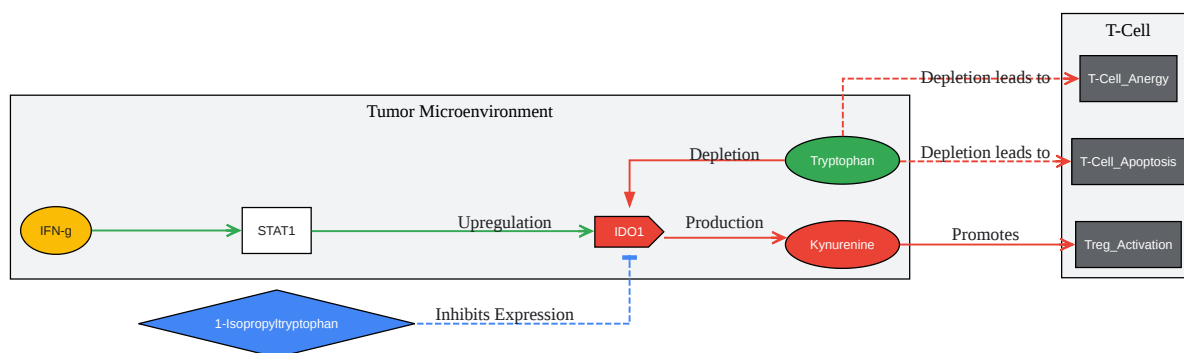 T-Cell
Depletion leads to
T-Cell_Anergy
Tumor Microenvironment
Depletion
Tryptophan
Depletion leads to
T-Cell_Apoptosis
IFN-g
STAT1
Upregulation
IDO1
Production
Kynurenine
Promotes
Treg_Activation
1-Isopropyltryptophan
Inhibits Expression